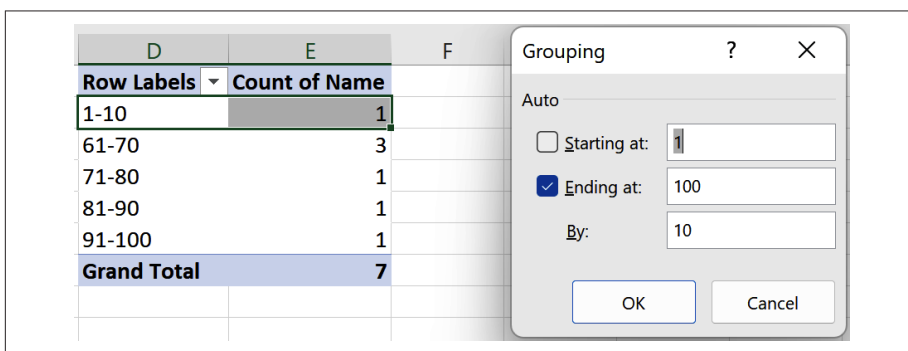 D E F
Row Labels Count of Name
1-10 1
61-70 3
71-80 1
81-90 1
91-100 1
Grand Total 7
Grouping ? ×
Auto
Starting at: 1
Ending at: 100
By: 10
OK Cancel